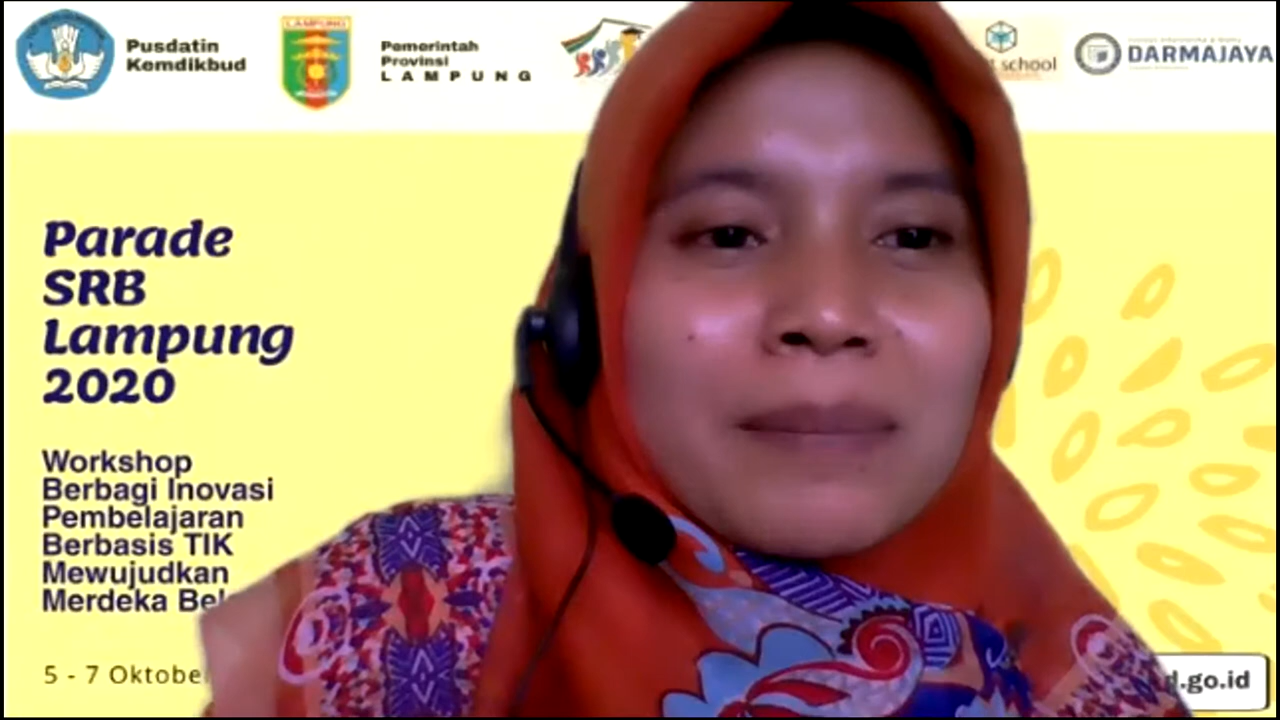 Pusdatin
Kemdikbud
LAMPUNG
Pemerintah
Provinsi
LAMPUNG
school
DARMAJAYA
Parade
SRB
Lampung
2020
Workshop
Berbagi Inovasi
Pembelajaran
Berbasis TIK
Mewujudkan
Merdeka Bel
5 - 7 Oktober
d.go.id